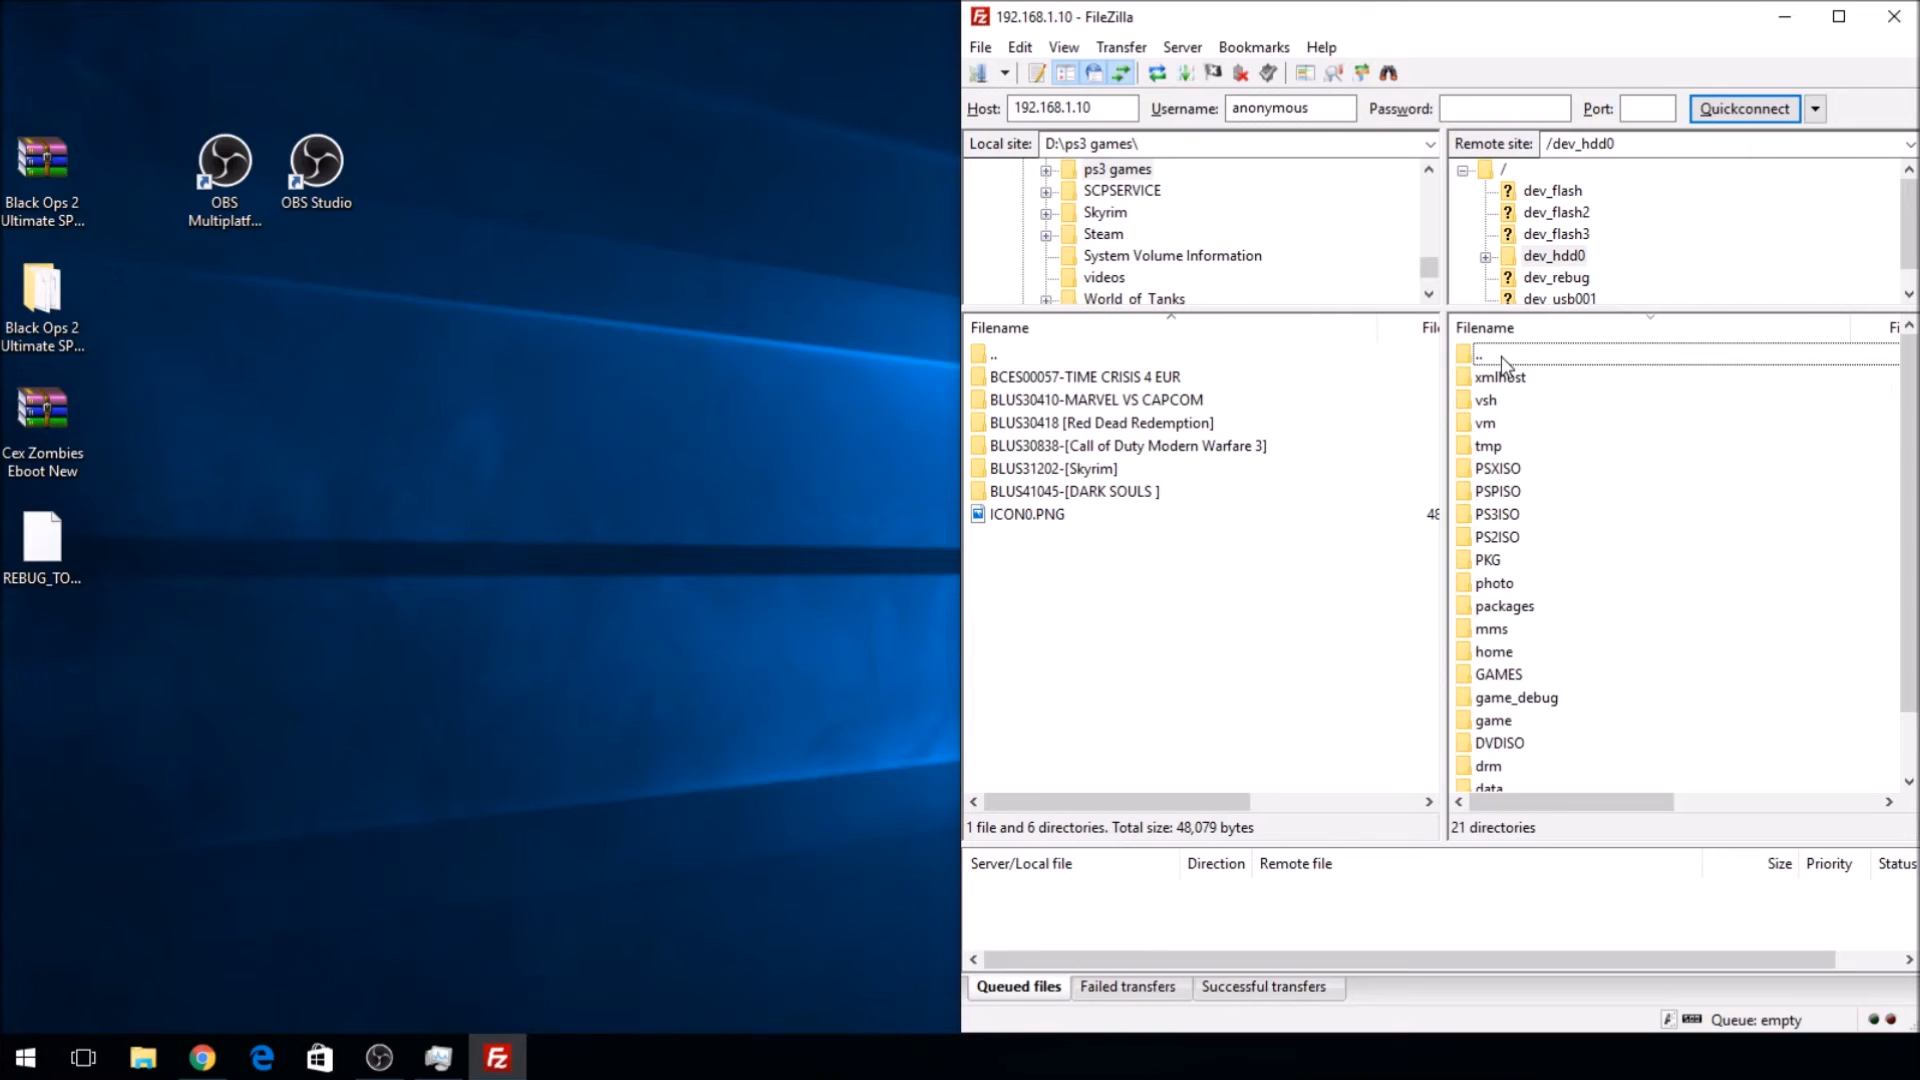 192.168.1.10 - FileZilla
File Edit View Transfer Server Bookmarks Help
Host: 192.168.1.10 Username: anonymous Password: Port: Quickconnect
Local site: D:\ps3 games\
ps3 games
SCPSERVICE
Skyrim
Steam
System Volume Information
videos
World_of_Tanks
Remote site: /dev_hdd0
/
dev_flash
dev_flash2
dev_flash3
dev_hdd0
dev_rebug
dev_usb001
Filename Fil
..
BCES00057-TIME CRISIS 4 EUR
BLUS30410-MARVEL VS CAPCOM
BLUS30418 [Red Dead Redemption]
BLUS30838-[Call of Duty Modern Warfare 3]
BLUS31202-[Skyrim]
BLUS41045-[DARK SOULS ]
ICON0.PNG 48
1 file and 6 directories. Total size: 48,079 bytes
Filename Fi
..
xmlhost
vsh
vm
tmp
PSXISO
PSPISO
PS3ISO
PS2ISO
PKG
photo
packages
mms
home
GAMES
game_debug
game
DVDISO
drm
data
21 directories
Server/Local file Direction Remote file Size Priority Status
Queued files Failed transfers Successful transfers
Queue: empty
Black Ops 2
Ultimate SP...
OBS
Multiplatf...
OBS Studio
Black Ops 2
Ultimate SP...
Cex Zombies
Eboot New
REBUG_TO...